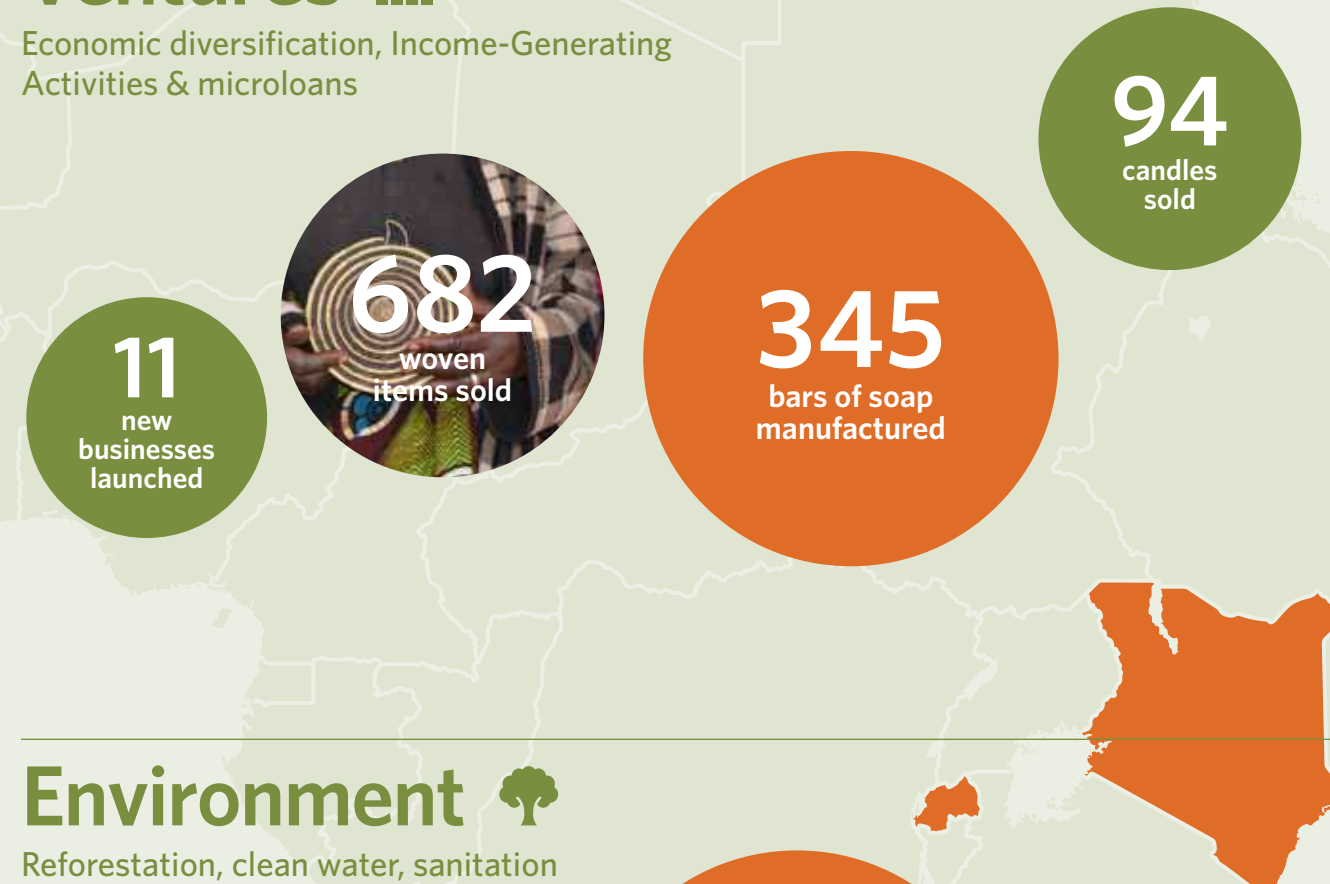 Ventures
Economic diversification, Income-Generating
Activities & microloans
94
candles
sold
682
woven
items sold
345
bars of soap
manufactured
11
new
businesses
launched
Environment
Reforestation, clean water, sanitation